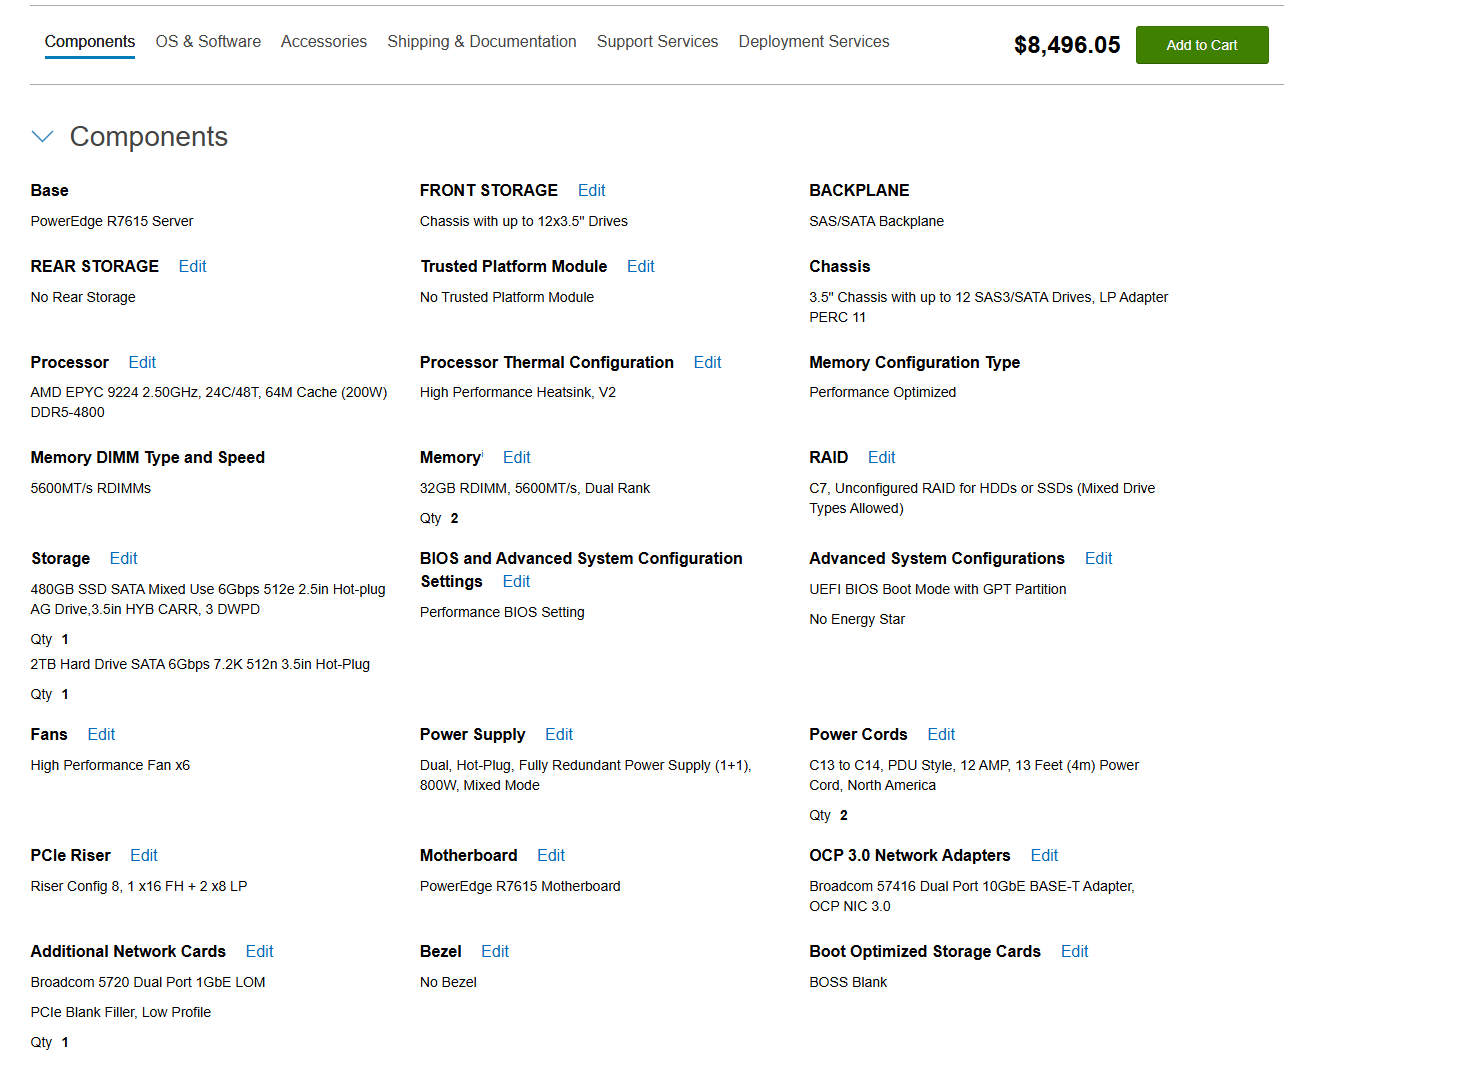 Components OS & Software Accessories Shipping & Documentation Support Services Deployment Services $8,496.05 Add to Cart
Components
Base
PowerEdge R7615 Server
FRONT STORAGE Edit
Chassis with up to 12x3.5" Drives
BACKPLANE
SAS/SATA Backplane
REAR STORAGE Edit
No Rear Storage
Trusted Platform Module Edit
No Trusted Platform Module
Chassis
3.5" Chassis with up to 12 SAS3/SATA Drives, LP Adapter
PERC 11
Processor Edit
AMD EPYC 9224 2.50GHz, 24C/48T, 64M Cache (200W)
DDR5-4800
Processor Thermal Configuration Edit
High Performance Heatsink, V2
Memory Configuration Type
Performance Optimized
Memory DIMM Type and Speed
5600MT/s RDIMMs
Memory i Edit
32GB RDIMM, 5600MT/s, Dual Rank
Qty 2
RAID Edit
C7, Unconfigured RAID for HDDs or SSDs (Mixed Drive
Types Allowed)
Storage Edit
480GB SSD SATA Mixed Use 6Gbps 512e 2.5in Hot-plug
AG Drive,3.5in HYB CARR, 3 DWPD
Qty 1
2TB Hard Drive SATA 6Gbps 7.2K 512n 3.5in Hot-Plug
Qty 1
BIOS and Advanced System Configuration
Settings Edit
Performance BIOS Setting
Advanced System Configurations Edit
UEFI BIOS Boot Mode with GPT Partition
No Energy Star
Fans Edit
High Performance Fan x6
Power Supply Edit
Dual, Hot-Plug, Fully Redundant Power Supply (1+1),
800W, Mixed Mode
Power Cords Edit
C13 to C14, PDU Style, 12 AMP, 13 Feet (4m) Power
Cord, North America
Qty 2
PCIe Riser Edit
Riser Config 8, 1 x16 FH + 2 x8 LP
Motherboard Edit
PowerEdge R7615 Motherboard
OCP 3.0 Network Adapters Edit
Broadcom 57416 Dual Port 10GbE BASE-T Adapter,
OCP NIC 3.0
Additional Network Cards Edit
Broadcom 5720 Dual Port 1GbE LOM
PCIe Blank Filler, Low Profile
Qty 1
Bezel Edit
No Bezel
Boot Optimized Storage Cards Edit
BOSS Blank